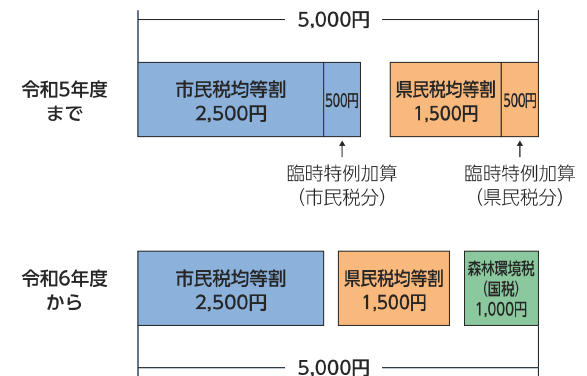 5,000円
令和5年度
まで
市民税均等割
2,500円
500円
県民税均等割
1,500円
500円
臨時特例加算
（市民税分）
臨時特例加算
（県民税分）
令和6年度
から
市民税均等割
2,500円
県民税均等割
1,500円
森林環境税
（国税）
1,000円
5,000円